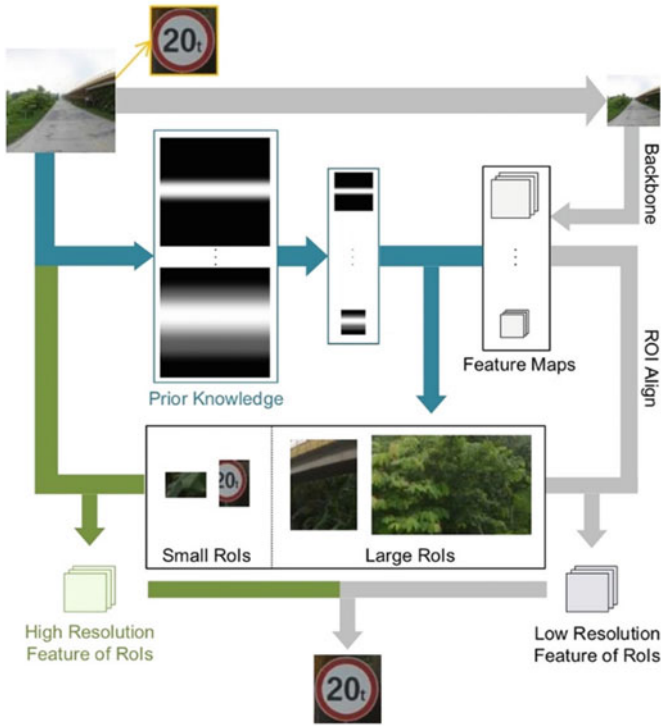 20t
Backbone
Prior Knowledge
Feature Maps
ROI Align
20t
Small RoIs
Large RoIs
High Resolution
Feature of RoIs
Low Resolution
Feature of RoIs
20t